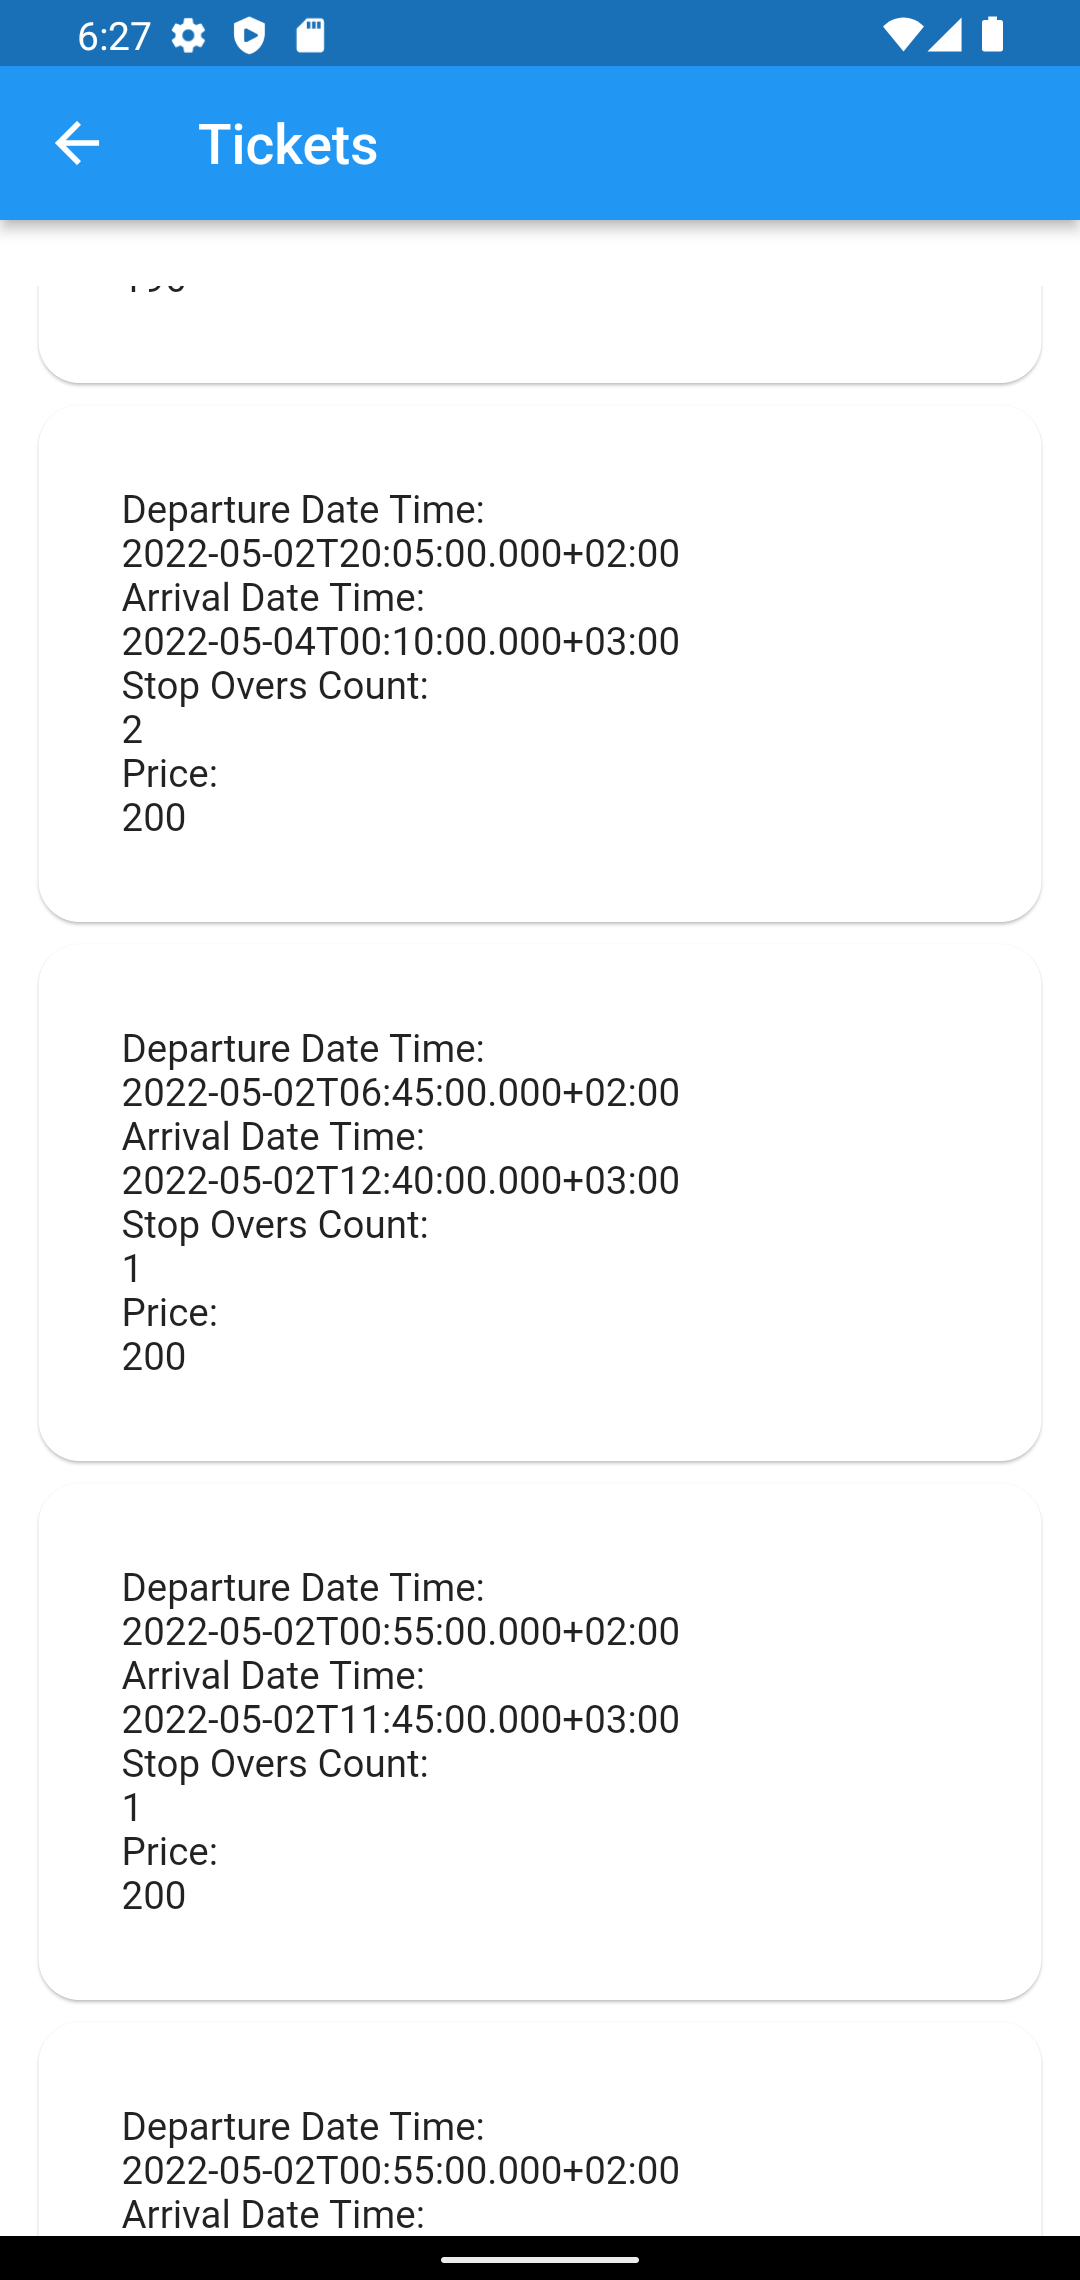 6:27
Tickets
Departure Date Time:
2022-05-02T20:05:00.000+02:00
Arrival Date Time:
2022-05-04T00:10:00.000+03:00
Stop Overs Count:
2
Price:
200
Departure Date Time:
2022-05-02T06:45:00.000+02:00
Arrival Date Time:
2022-05-02T12:40:00.000+03:00
Stop Overs Count:
1
Price:
200
Departure Date Time:
2022-05-02T00:55:00.000+02:00
Arrival Date Time:
2022-05-02T11:45:00.000+03:00
Stop Overs Count:
1
Price:
200
Departure Date Time:
2022-05-02T00:55:00.000+02:00
Arrival Date Time: